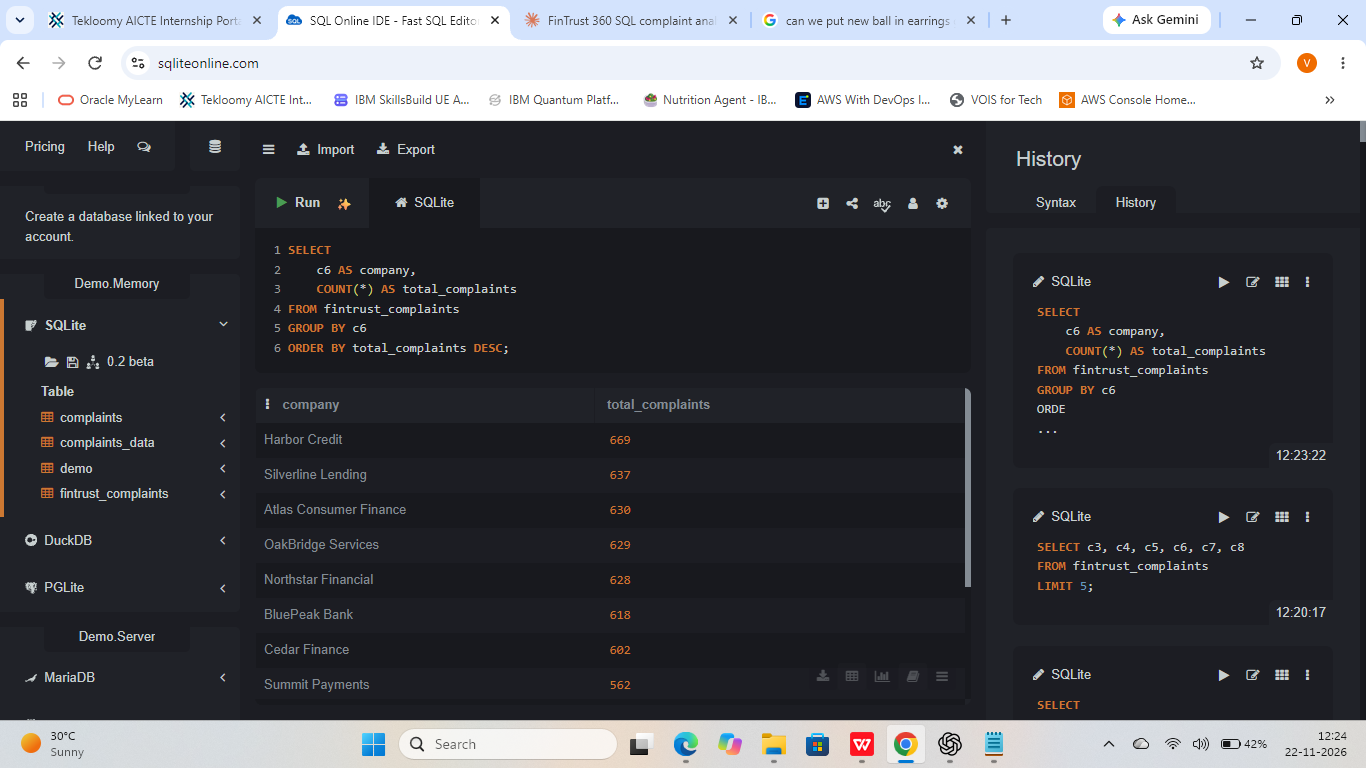 Tekloomy AICTE Internship Porta
SQL Online IDE - Fast SQL Editor
FinTrust 360 SQL complaint anal
can we put new ball in earrings
Ask Gemini
sqliteonline.com
V
Oracle MyLearn
Tekloomy AICTE Int...
IBM SkillsBuild UE A...
IBM Quantum Platf...
Nutrition Agent - IB...
AWS With DevOps I...
VOIS for Tech
AWS Console Home...
Pricing
Help
Import
Export
History
Create a database linked to your
account.
Run
SQLite
abc
Syntax
History
Demo.Memory
SQLite
0.2 beta
Table
complaints
complaints_data
demo
fintrust_complaints
DuckDB
PGLite
Demo.Server
MariaDB
1 SELECT
2 c6 AS company,
3 COUNT(*) AS total_complaints
4 FROM fintrust_complaints
5 GROUP BY c6
6 ORDER BY total_complaints DESC;
company total_complaints
Harbor Credit 669
Silverline Lending 637
Atlas Consumer Finance 630
OakBridge Services 629
Northstar Financial 628
BluePeak Bank 618
Cedar Finance 602
Summit Payments 562
SQLite
SELECT
c6 AS company,
COUNT(*) AS total_complaints
FROM fintrust_complaints
GROUP BY c6
ORDE
...
12:23:22
SQLite
SELECT c3, c4, c5, c6, c7, c8
FROM fintrust_complaints
LIMIT 5;
12:20:17
SQLite
SELECT
30°C
Sunny
Search
42%
12:24
22-11-2026